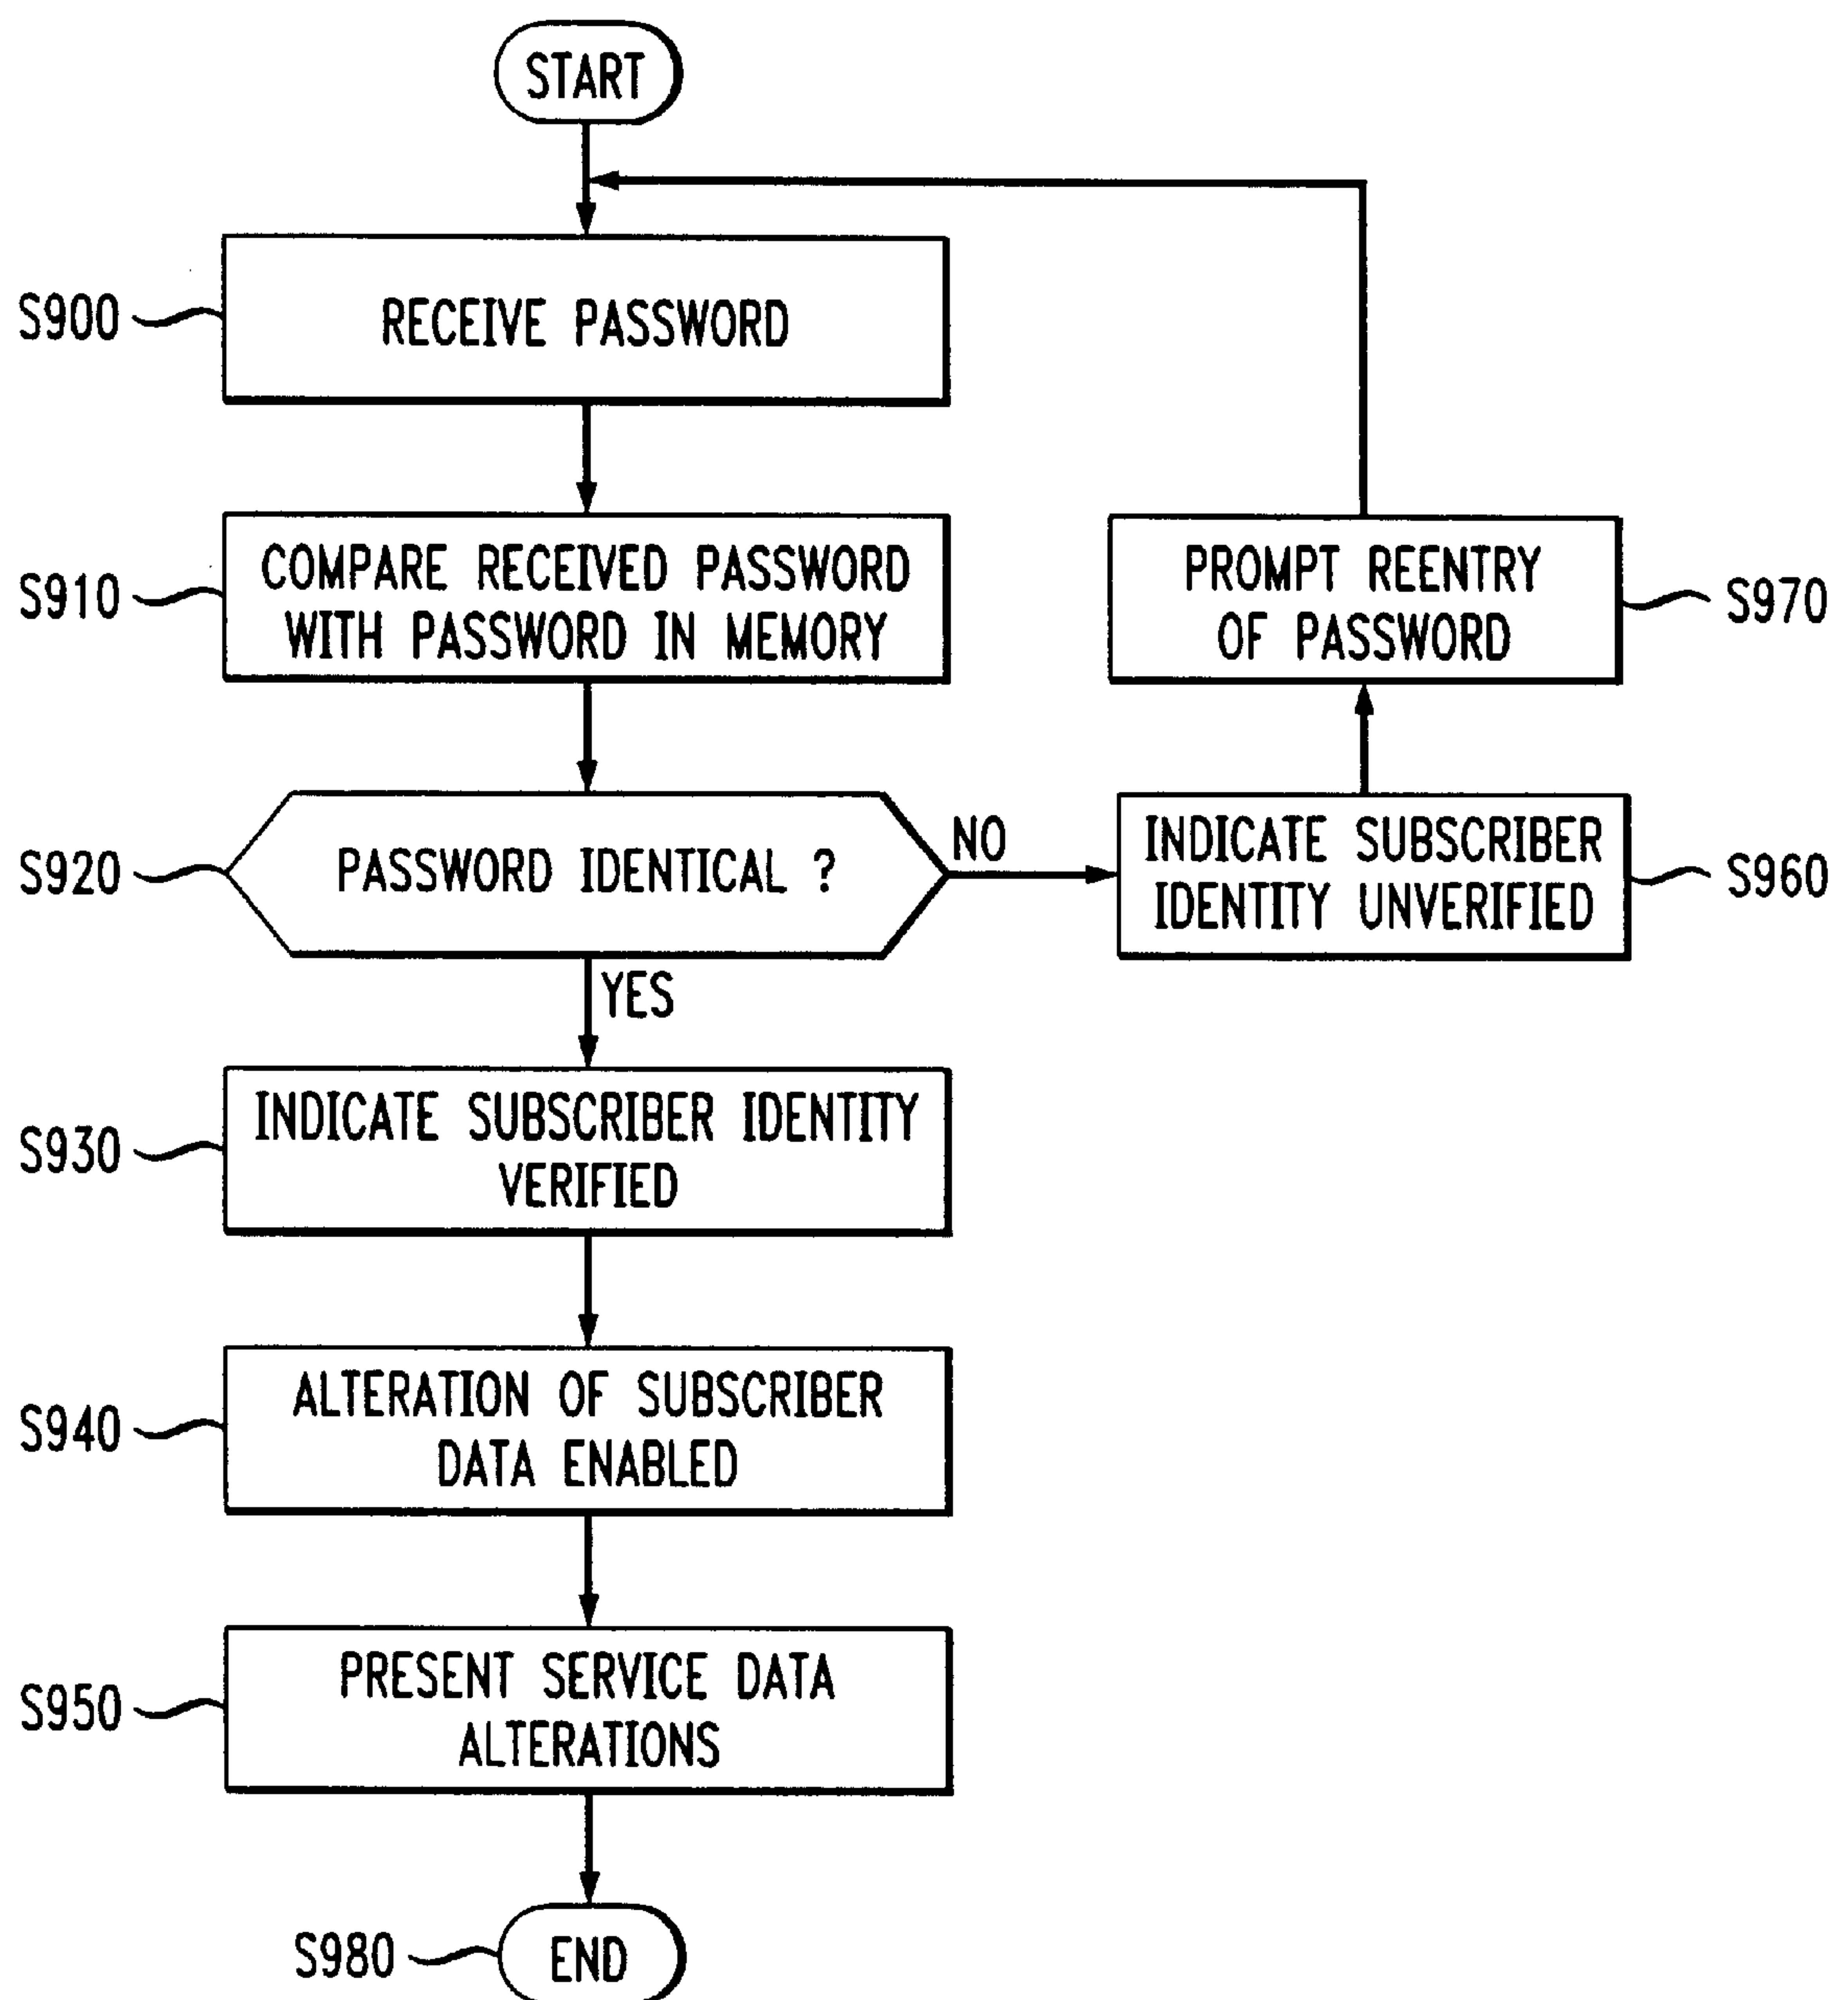 START
S900
RECEIVE PASSWORD
S910
COMPARE RECEIVED PASSWORD
WITH PASSWORD IN MEMORY
PROMPT REENTRY
OF PASSWORD
S970
S920
PASSWORD IDENTICAL ?
NO
INDICATE SUBSCRIBER
IDENTITY UNVERIFIED
S960
YES
S930
INDICATE SUBSCRIBER IDENTITY
VERIFIED
S940
ALTERATION OF SUBSCRIBER
DATA ENABLED
S950
PRESENT SERVICE DATA
ALTERATIONS
S980
END